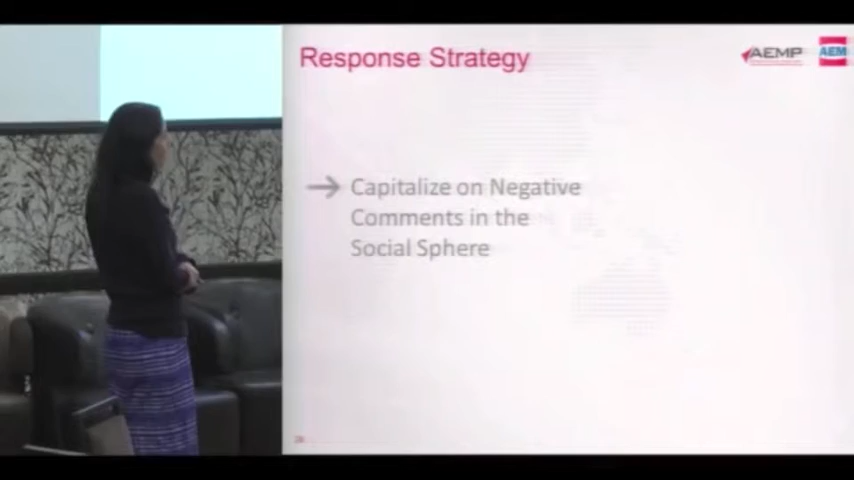 Response Strategy
AEMP
AEM
→ Capitalize on Negative
Comments in the
Social Sphere